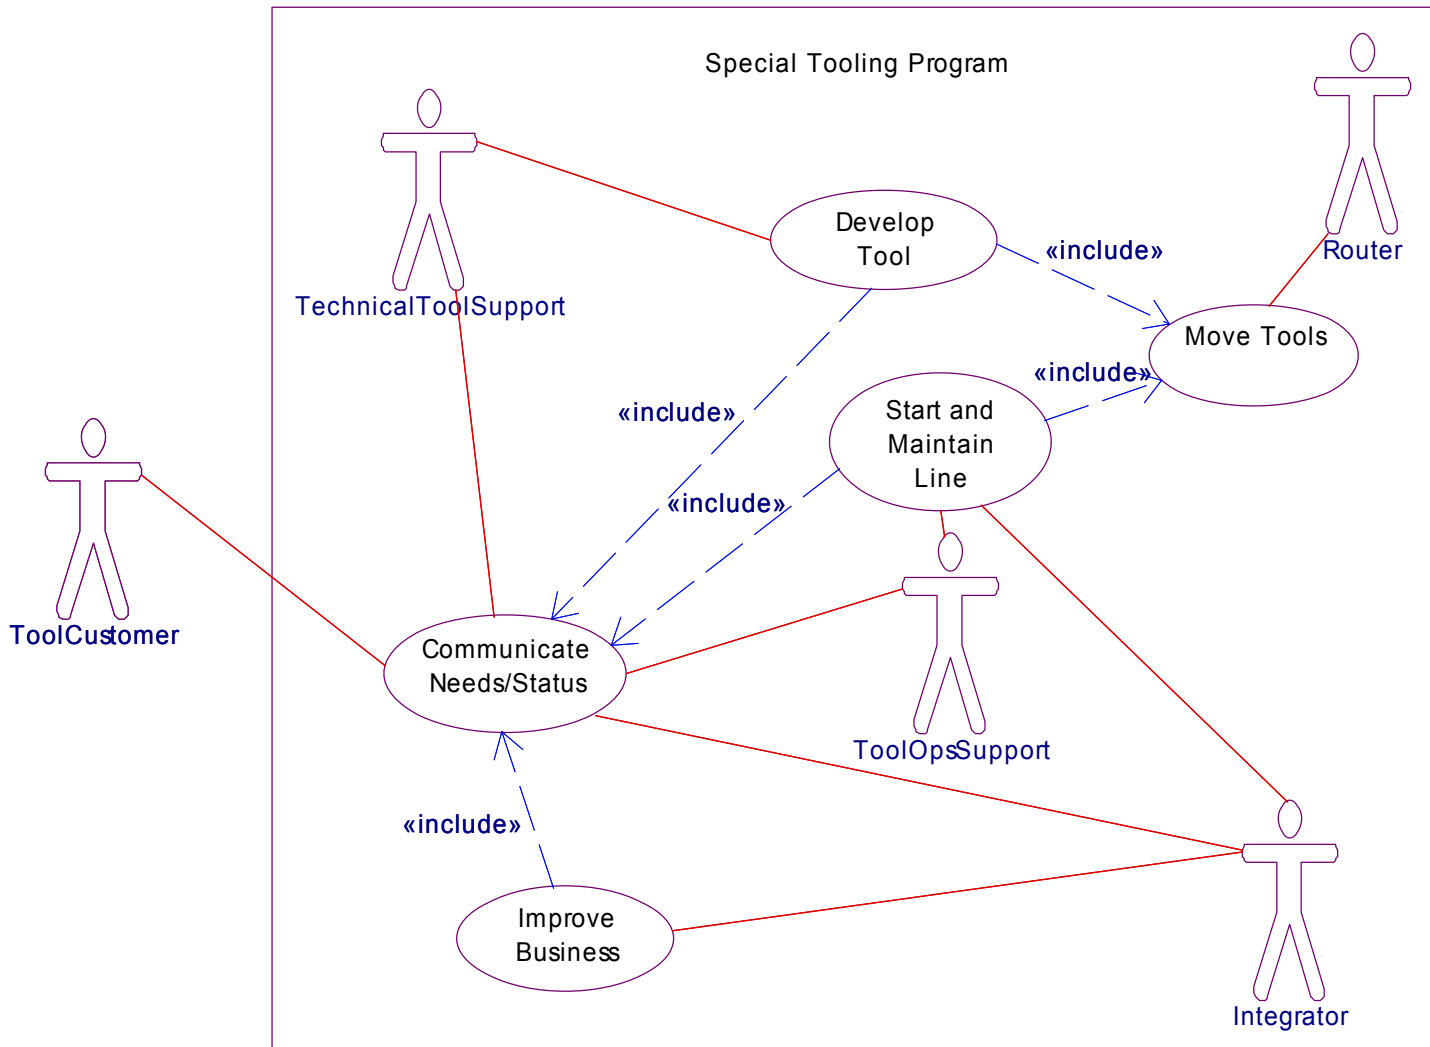 Special Tooling Program
Develop
Tool
«include»
Router
TechnicalToolSupport
Move Tools
«include»
«include»
Start and
Maintain
Line
«include»
ToolCustomer
Communicate
Needs/Status
ToolOpsSupport
«include»
Improve
Business
Integrator